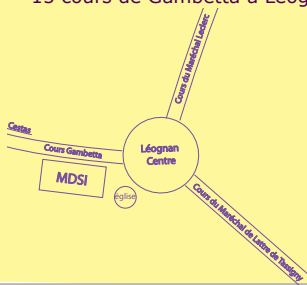 15 cours de Gambetta à Léog
Cours du Maréchal Leclerc
Cestas
Cours Gambetta
Léognan
Centre
MDSI
église
Cours du Maréchal de Lattre de Tassigny